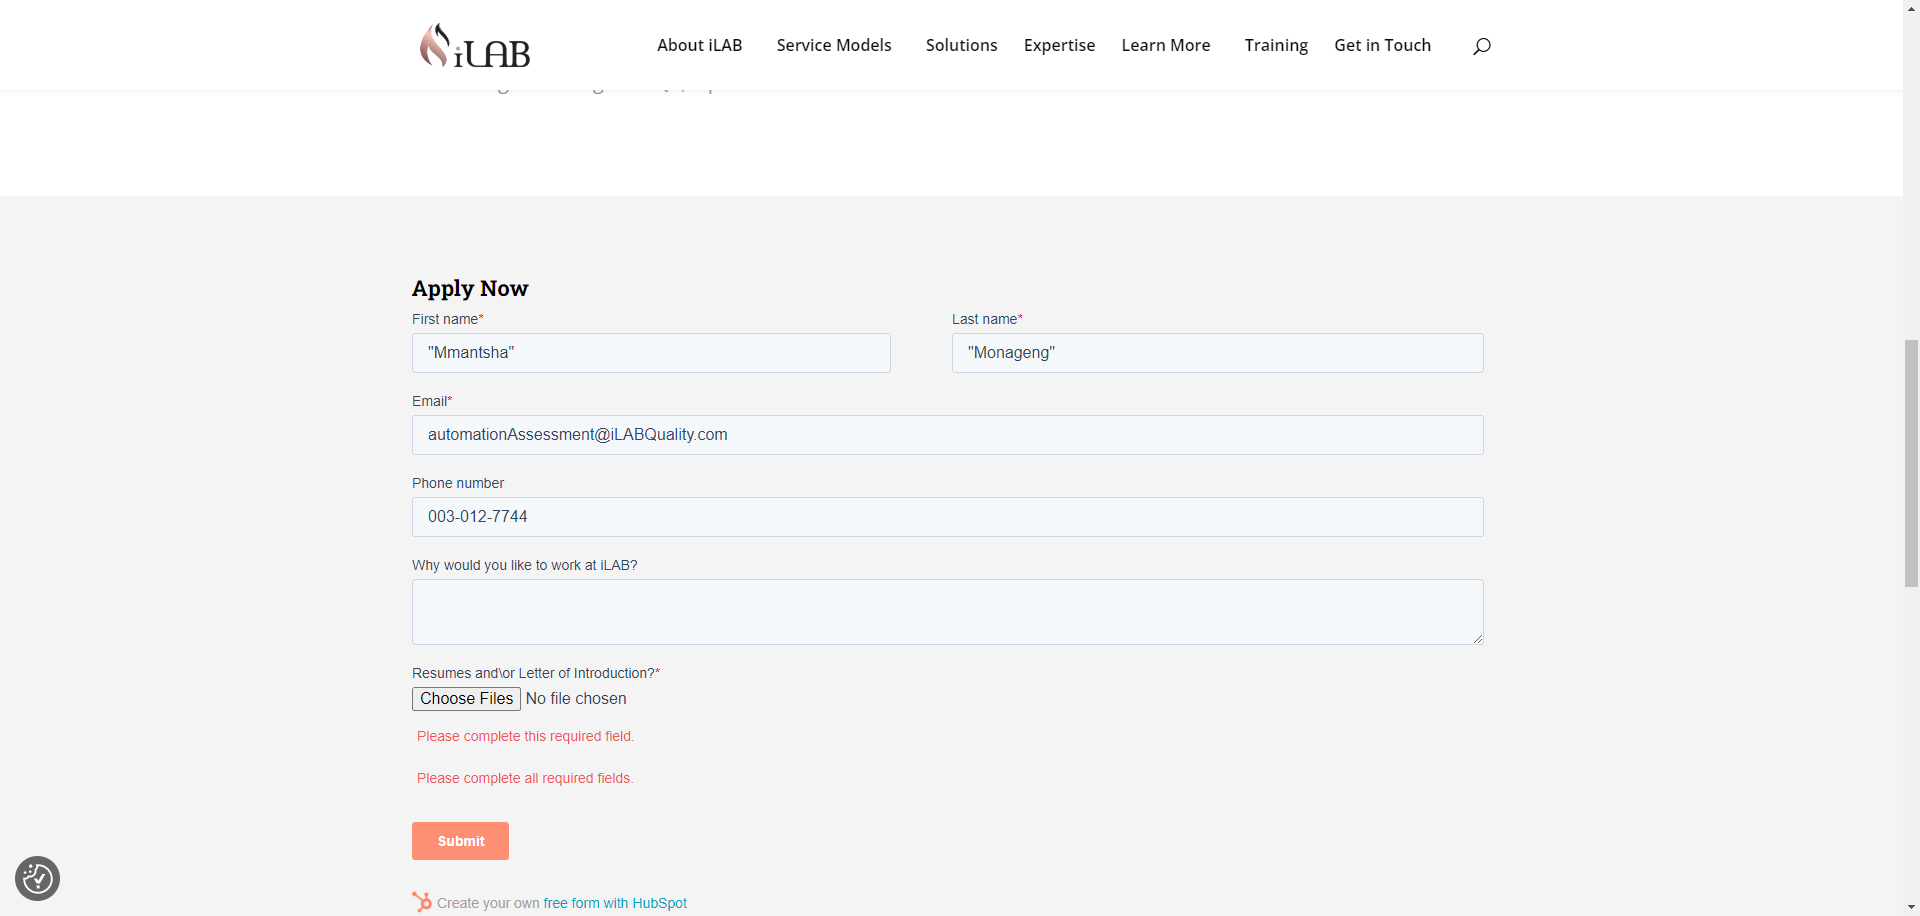 iLAB
About iLAB Service Models Solutions Expertise Learn More Training Get in Touch
Apply Now
First name* Last name*
"Mmantsha" "Monageng"
Email*
automationAssessment@iLABQuality.com
Phone number
003-012-7744
Why would you like to work at iLAB?
Resumes and\or Letter of Introduction?*
Choose Files No file chosen
Please complete this required field.
Please complete all required fields.
Submit
Create your own free form with HubSpot